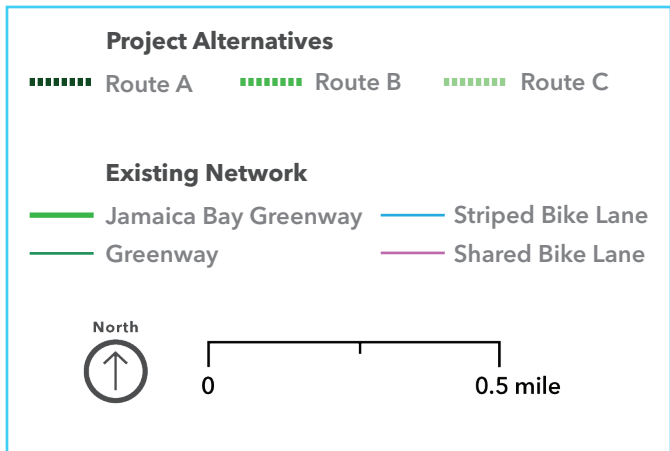 Project Alternatives
Route A Route B Route C
Existing Network
Jamaica Bay Greenway Striped Bike Lane
Greenway Shared Bike Lane
North
0 0.5 mile